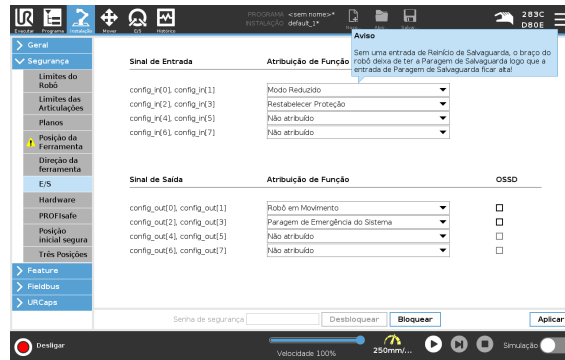 UR
PROGRAMA <sem nome>*
INSTALAÇÃO default_1*
283C
D80E
Executar Programa Instalação Mover E/S Histórico
Abrir
Aviso
Sem uma entrada de Reinício de Salvaguarda, o braço do
robô deixa de ter a Paragem de Salvaguarda logo que a
entrada de Paragem de Salvaguarda ficar alta!
Geral
Segurança
Limites do
Robô
Limites das
Articulações
Planos
Posição da
Ferramenta
Direção da
ferramenta
E/S
Hardware
PROFIsafe
Posição
inicial segura
Três Posições
Feature
Fieldbus
URCaps
Sinal de Entrada Atribuição de Função
config_in[0], config_in[1] Modo Reduzido
config_in[2], config_in[3] Restabelecer Proteção
config_in[4], config_in[5] Não atribuído
config_in[6], config_in[7] Não atribuído
Sinal de Saída Atribuição de Função OSSD
config_out[0], config_out[1] Robô em Movimento
config_out[2], config_out[3] Paragem de Emergência do Sistema
config_out[4], config_out[5] Não atribuído
config_out[6], config_out[7] Não atribuído
Senha de segurança Desbloquear Bloquear Aplicar
Desligar
Velocidade 100%
250mm/...
Simulação